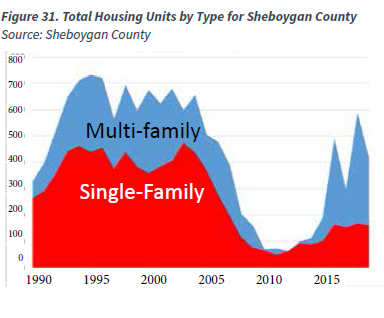 Figure 31. Total Housing Units by Type for Sheboygan County
Source: Sheboygan County
800
700
600
500
400
300
200
100
0
Multi-family
Single-Family
1990 1995 2000 2005 2010 2015